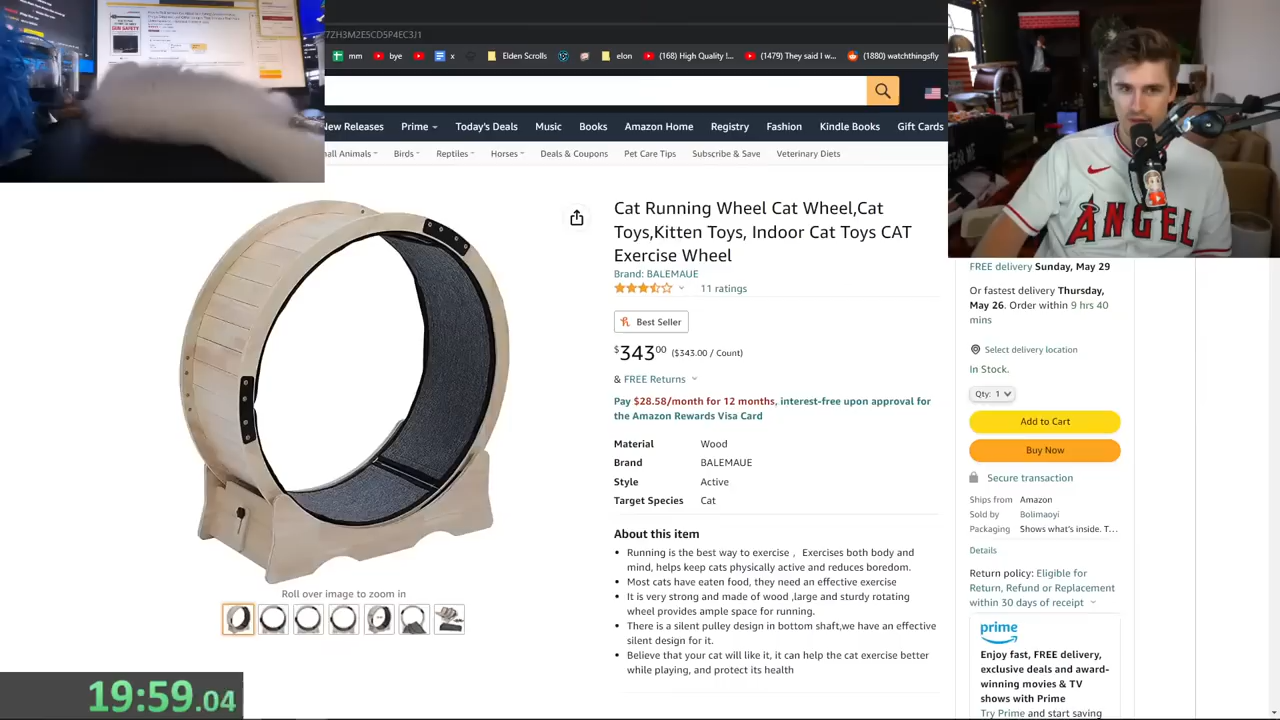 GUN SAFETY
7ZH3M2E5CD5P4EC3J1
mm
bye
x
Elden Scrolls
elon
(1479) They said w...
(1880) watchthingsfly
New Releases
Prime
Today's Deals
Music
Books
Amazon Home
Registry
Fashion
Kindle Books
Gift Cards
mall Animals
Birds
Reptiles
Horses
Deals & Coupons
Pet Care Tips
Subscribe & Save
Veterinary Diets
ANGEL
Cat Running Wheel Cat Wheel,Cat
Toys,Kitten Toys, Indoor Cat Toys CAT
Exercise Wheel
Brand: BALEMAUE
11 ratings
Best Seller
$343.00 ($343.00 / Count)
& FREE Returns
Pay $28.58/month for 12 months, interest-free upon approval for
the Amazon Rewards Visa Card
Material Wood
Brand BALEMAUE
Style Active
Target Species Cat
About this item
Running is the best way to exercise , Exercises both body and
mind, helps keep cats physically active and reduces boredom.
Most cats have eaten food, they need an effective exercise
It is very strong and made of wood ,large and sturdy rotating
wheel provides ample space for running.
There is a silent pulley design in bottom shaft,we have an effective
silent design for it.
Believe that your cat will like it, it can help the cat exercise better
while playing, and protect its health
Roll over image to zoom in
FREE delivery Sunday, May 29
Or fastest delivery Thursday,
May 26. Order within 9 hrs 40
mins
Select delivery location
In Stock.
Qty: 1
Add to Cart
Buy Now
Secure transaction
Ships from Amazon
Sold by Bolimaoyi
Packaging Shows what's inside. T...
Details
Return policy: Eligible for
Return, Refund or Replacement
within 30 days of receipt
prime
Enjoy fast, FREE delivery,
exclusive deals and award-
winning movies & TV
shows with Prime
Try Prime and start saving
19:59.04